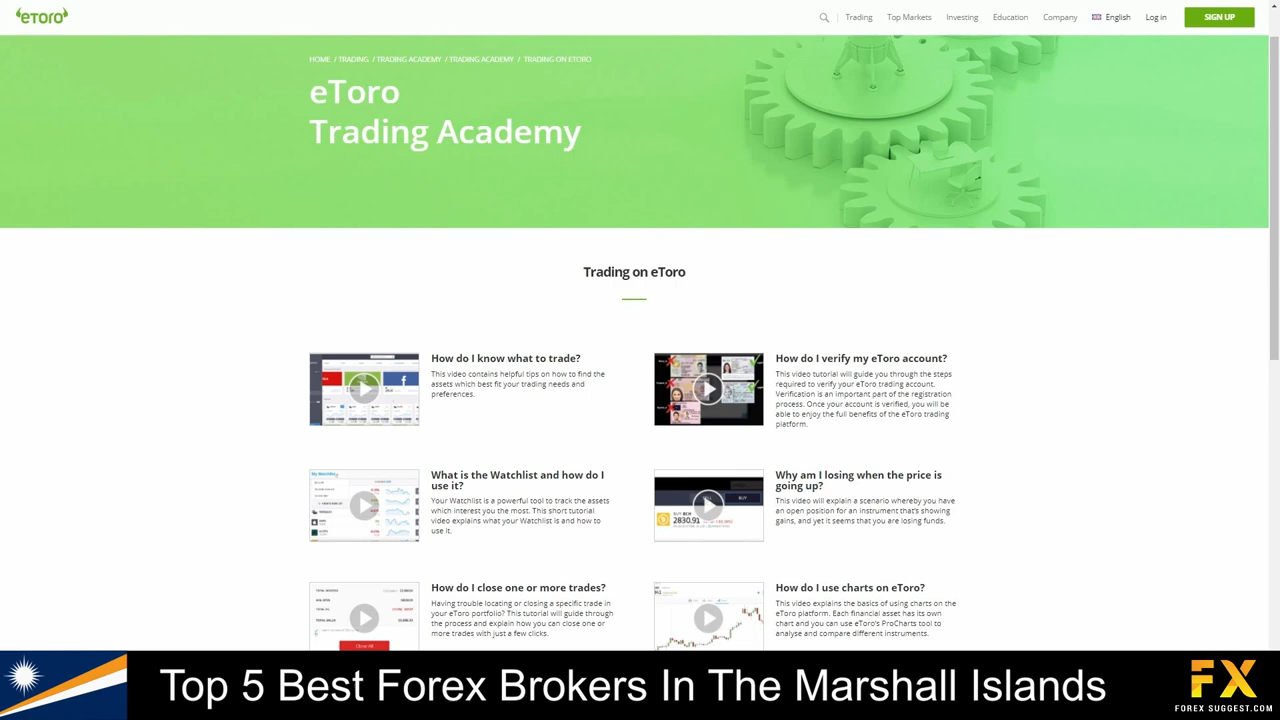 eToro
Trading
Top Markets
Investing
Education
Company
English
Log in
SIGN UP
HOME / TRADING / TRADING ACADEMY / TRADING ACADEMY / TRADING ON ETORO
eToro
Trading Academy
Trading on eToro
How do I know what to trade?
This video contains helpful tips on how to find the
assets which best fit your trading needs and
preferences.
How do I verify my eToro account?
This video tutorial will guide you through the steps
required to verify your eToro trading account.
Verification is an important part of the registration
process. Once your account is verified, you will be
able to enjoy the full benefits of the eToro trading
platform.
What is the Watchlist and how do I
use it?
Your Watchlist is a powerful tool to track the assets
which interest you the most. This short tutorial
video explains what your Watchlist is and how to
use it.
Why am I losing when the price is
going up?
This video will explain a scenario whereby you have
an open position for an instrument that's showing
gains, and yet it seems that you are losing funds.
BUY
2830.91
How do I close one or more trades?
Having trouble locating or closing a specific trade in
your eToro portfolio? This tutorial will guide through
the process and explain how you can close one or
more trades with just a few clicks.
How do I use charts on eToro?
This video explains the basics of using charts on the
eToro platform. Each financial asset has its own
chart and you can use eToro's ProCharts tool to
analyse and compare different instruments.
Top 5 Best Forex Brokers In The Marshall Islands
FX
FOREX SUGGEST.COM